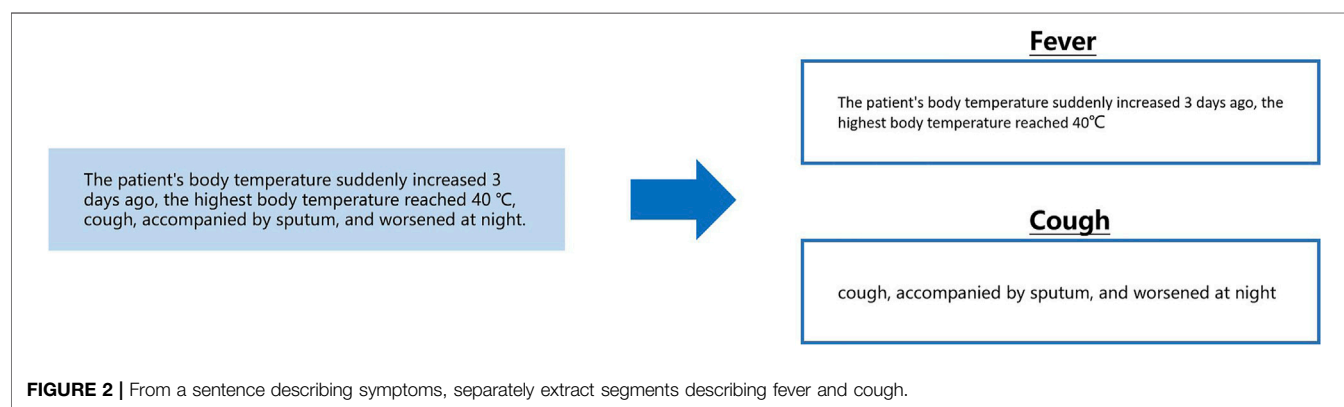 The patient's body temperature suddenly increased 3
days ago, the highest body temperature reached 40 ℃,
cough, accompanied by sputum, and worsened at night.
Fever
The patient's body temperature suddenly increased 3 days ago, the
highest body temperature reached 40℃
Cough
cough, accompanied by sputum, and worsened at night
FIGURE 2 | From a sentence describing symptoms, separately extract segments describing fever and cough.